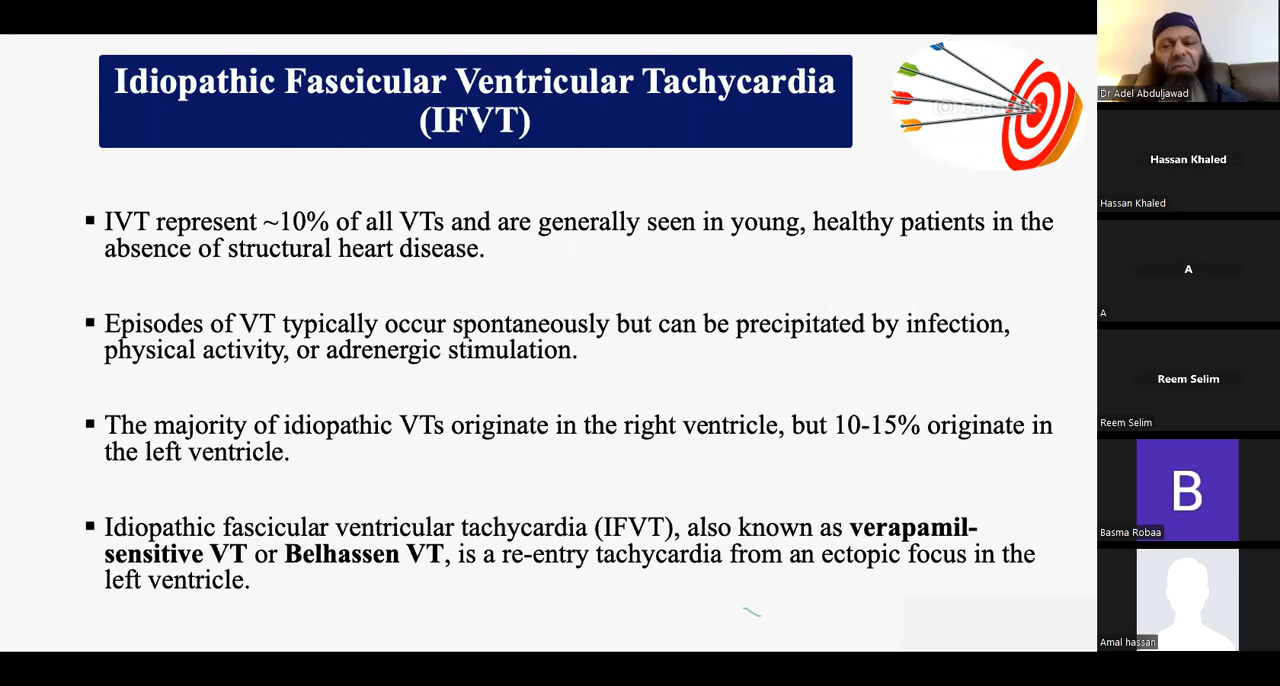 Idiopathic Fascicular Ventricular Tachycardia
(IFVT)
▪ IVT represent ~10% of all VTs and are generally seen in young, healthy patients in the
absence of structural heart disease.
▪ Episodes of VT typically occur spontaneously but can be precipitated by infection,
physical activity, or adrenergic stimulation.
▪ The majority of idiopathic VTs originate in the right ventricle, but 10-15% originate in
the left ventricle.
▪ Idiopathic fascicular ventricular tachycardia (IFVT), also known as verapamil-
sensitive VT or Belhassen VT, is a re-entry tachycardia from an ectopic focus in the
left ventricle.
Dr Adel Abduljawad
Hassan Khaled
Hassan Khaled
A
A
Reem Selim
Reem Selim
B
Basma Robaa
Amal hassan